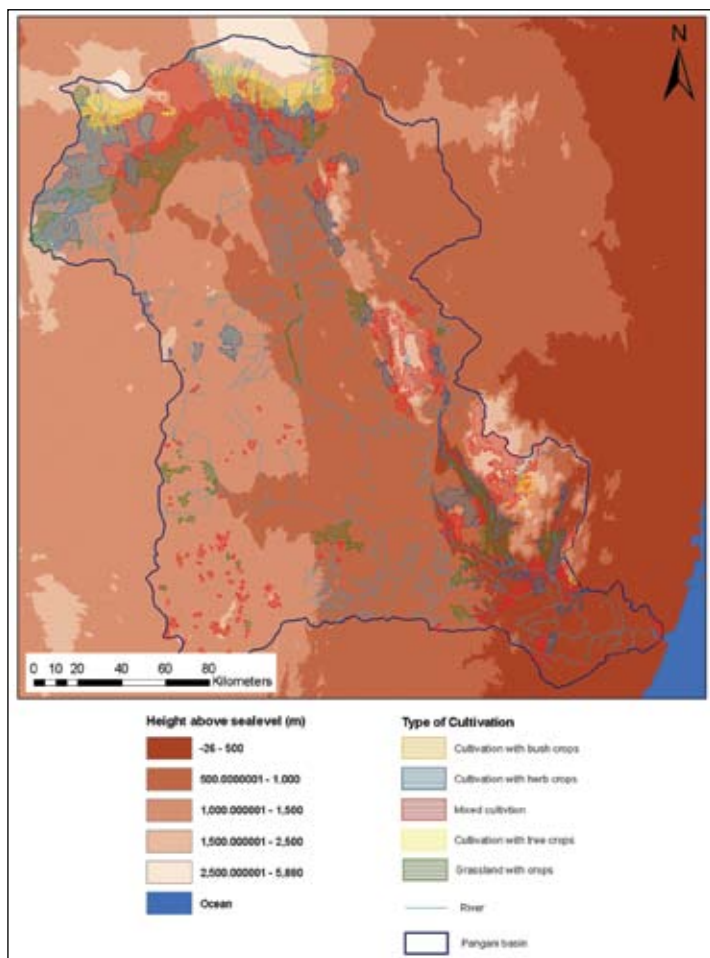 N
0 10 20 40 60 80
Kilometers
Height above sealevel (m)
-26 - 500
500.0000001 - 1.000
1,000.000001 - 1,500
1,500.000001 - 2,500
2,500.000001 - 5,880
Ocean
Type of Cultivation
Cultivation with bush crops
Cultivation with herb crops
Mixed cultivtion
Cultivation with tree crops
Grassland with crops
River
Pangani basin